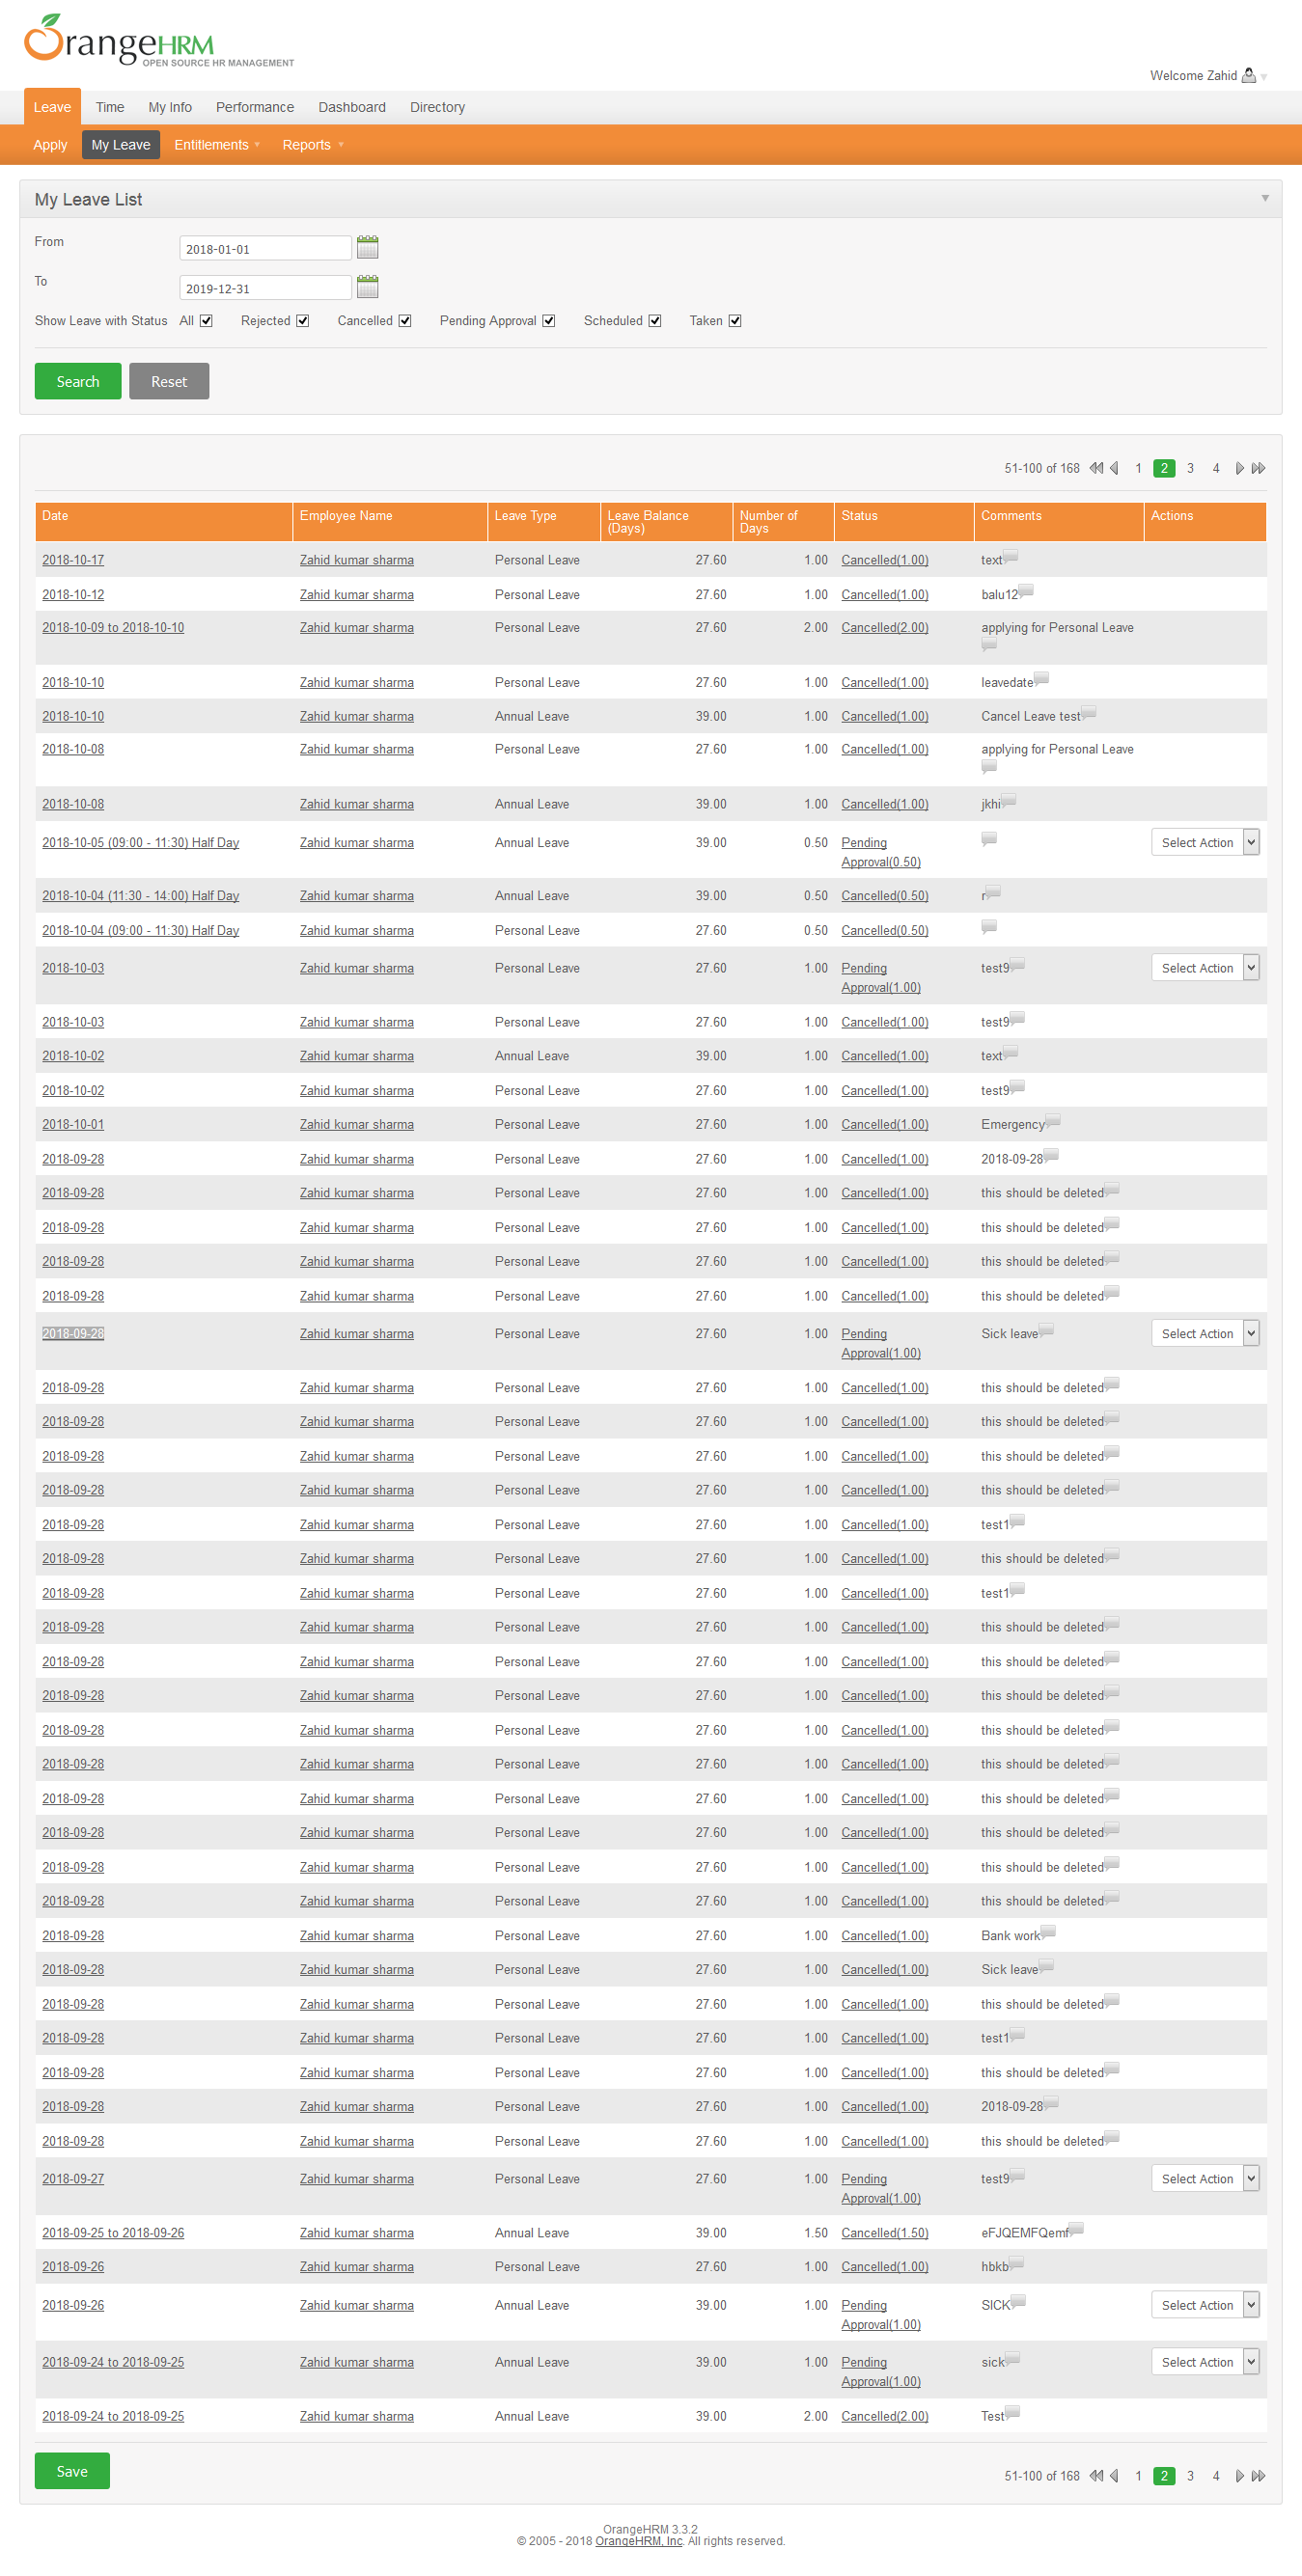 OrangeHRM
OPEN SOURCE HR MANAGEMENT
Welcome Zahid
Leave Time My Info Performance Dashboard Directory
Apply My Leave Entitlements Reports
My Leave List
From 2018-01-01
To 2019-12-31
Show Leave with Status All Rejected Cancelled Pending Approval Scheduled Taken
Search Reset
51-100 of 168 1 2 3 4
Date Employee Name Leave Type Leave Balance (Days) Number of Days Status Comments Actions
2018-10-17 Zahid kumar sharma Personal Leave 27.60 1.00 Cancelled(1.00) text
2018-10-12 Zahid kumar sharma Personal Leave 27.60 1.00 Cancelled(1.00) balu12
2018-10-09 to 2018-10-10 Zahid kumar sharma Personal Leave 27.60 2.00 Cancelled(2.00) applying for Personal Leave
2018-10-10 Zahid kumar sharma Personal Leave 27.60 1.00 Cancelled(1.00) leavedate
2018-10-10 Zahid kumar sharma Annual Leave 39.00 1.00 Cancelled(1.00) Cancel Leave test
2018-10-08 Zahid kumar sharma Personal Leave 27.60 1.00 Cancelled(1.00) applying for Personal Leave
2018-10-08 Zahid kumar sharma Annual Leave 39.00 1.00 Cancelled(1.00) jkhi
2018-10-05 (09:00 - 11:30) Half Day Zahid kumar sharma Annual Leave 39.00 0.50 Pending Approval(0.50) Select Action
2018-10-04 (11:30 - 14:00) Half Day Zahid kumar sharma Annual Leave 39.00 0.50 Cancelled(0.50) r
2018-10-04 (09:00 - 11:30) Half Day Zahid kumar sharma Personal Leave 27.60 0.50 Cancelled(0.50)
2018-10-03 Zahid kumar sharma Personal Leave 27.60 1.00 Pending Approval(1.00) test9 Select Action
2018-10-03 Zahid kumar sharma Personal Leave 27.60 1.00 Cancelled(1.00) test9
2018-10-02 Zahid kumar sharma Annual Leave 39.00 1.00 Cancelled(1.00) text
2018-10-02 Zahid kumar sharma Personal Leave 27.60 1.00 Cancelled(1.00) test9
2018-10-01 Zahid kumar sharma Personal Leave 27.60 1.00 Cancelled(1.00) Emergency
2018-09-28 Zahid kumar sharma Personal Leave 27.60 1.00 Cancelled(1.00) 2018-09-28
2018-09-28 Zahid kumar sharma Personal Leave 27.60 1.00 Cancelled(1.00) this should be deleted
2018-09-28 Zahid kumar sharma Personal Leave 27.60 1.00 Cancelled(1.00) this should be deleted
2018-09-28 Zahid kumar sharma Personal Leave 27.60 1.00 Cancelled(1.00) this should be deleted
2018-09-28 Zahid kumar sharma Personal Leave 27.60 1.00 Cancelled(1.00) this should be deleted
2018-09-28 Zahid kumar sharma Personal Leave 27.60 1.00 Pending Approval(1.00) Sick leave Select Action
2018-09-28 Zahid kumar sharma Personal Leave 27.60 1.00 Cancelled(1.00) this should be deleted
2018-09-28 Zahid kumar sharma Personal Leave 27.60 1.00 Cancelled(1.00) this should be deleted
2018-09-28 Zahid kumar sharma Personal Leave 27.60 1.00 Cancelled(1.00) this should be deleted
2018-09-28 Zahid kumar sharma Personal Leave 27.60 1.00 Cancelled(1.00) this should be deleted
2018-09-28 Zahid kumar sharma Personal Leave 27.60 1.00 Cancelled(1.00) test1
2018-09-28 Zahid kumar sharma Personal Leave 27.60 1.00 Cancelled(1.00) this should be deleted
2018-09-28 Zahid kumar sharma Personal Leave 27.60 1.00 Cancelled(1.00) test1
2018-09-28 Zahid kumar sharma Personal Leave 27.60 1.00 Cancelled(1.00) this should be deleted
2018-09-28 Zahid kumar sharma Personal Leave 27.60 1.00 Cancelled(1.00) this should be deleted
2018-09-28 Zahid kumar sharma Personal Leave 27.60 1.00 Cancelled(1.00) this should be deleted
2018-09-28 Zahid kumar sharma Personal Leave 27.60 1.00 Cancelled(1.00) this should be deleted
2018-09-28 Zahid kumar sharma Personal Leave 27.60 1.00 Cancelled(1.00) this should be deleted
2018-09-28 Zahid kumar sharma Personal Leave 27.60 1.00 Cancelled(1.00) this should be deleted
2018-09-28 Zahid kumar sharma Personal Leave 27.60 1.00 Cancelled(1.00) this should be deleted
2018-09-28 Zahid kumar sharma Personal Leave 27.60 1.00 Cancelled(1.00) this should be deleted
2018-09-28 Zahid kumar sharma Personal Leave 27.60 1.00 Cancelled(1.00) this should be deleted
2018-09-28 Zahid kumar sharma Personal Leave 27.60 1.00 Cancelled(1.00) Bank work
2018-09-28 Zahid kumar sharma Personal Leave 27.60 1.00 Cancelled(1.00) Sick leave
2018-09-28 Zahid kumar sharma Personal Leave 27.60 1.00 Cancelled(1.00) this should be deleted
2018-09-28 Zahid kumar sharma Personal Leave 27.60 1.00 Cancelled(1.00) test1
2018-09-28 Zahid kumar sharma Personal Leave 27.60 1.00 Cancelled(1.00) this should be deleted
2018-09-28 Zahid kumar sharma Personal Leave 27.60 1.00 Cancelled(1.00) 2018-09-28
2018-09-28 Zahid kumar sharma Personal Leave 27.60 1.00 Cancelled(1.00) this should be deleted
2018-09-27 Zahid kumar sharma Personal Leave 27.60 1.00 Pending Approval(1.00) test9 Select Action
2018-09-25 to 2018-09-26 Zahid kumar sharma Annual Leave 39.00 1.50 Cancelled(1.50) eFJQEMFQemf
2018-09-26 Zahid kumar sharma Personal Leave 27.60 1.00 Cancelled(1.00) hbkb
2018-09-26 Zahid kumar sharma Annual Leave 39.00 1.00 Pending Approval(1.00) SICK Select Action
2018-09-24 to 2018-09-25 Zahid kumar sharma Annual Leave 39.00 1.00 Pending Approval(1.00) sick Select Action
2018-09-24 to 2018-09-25 Zahid kumar sharma Annual Leave 39.00 2.00 Cancelled(2.00) Test
Save
51-100 of 168 1 2 3 4
OrangeHRM 3.3.2
© 2005 - 2018 OrangeHRM, Inc. All rights reserved.